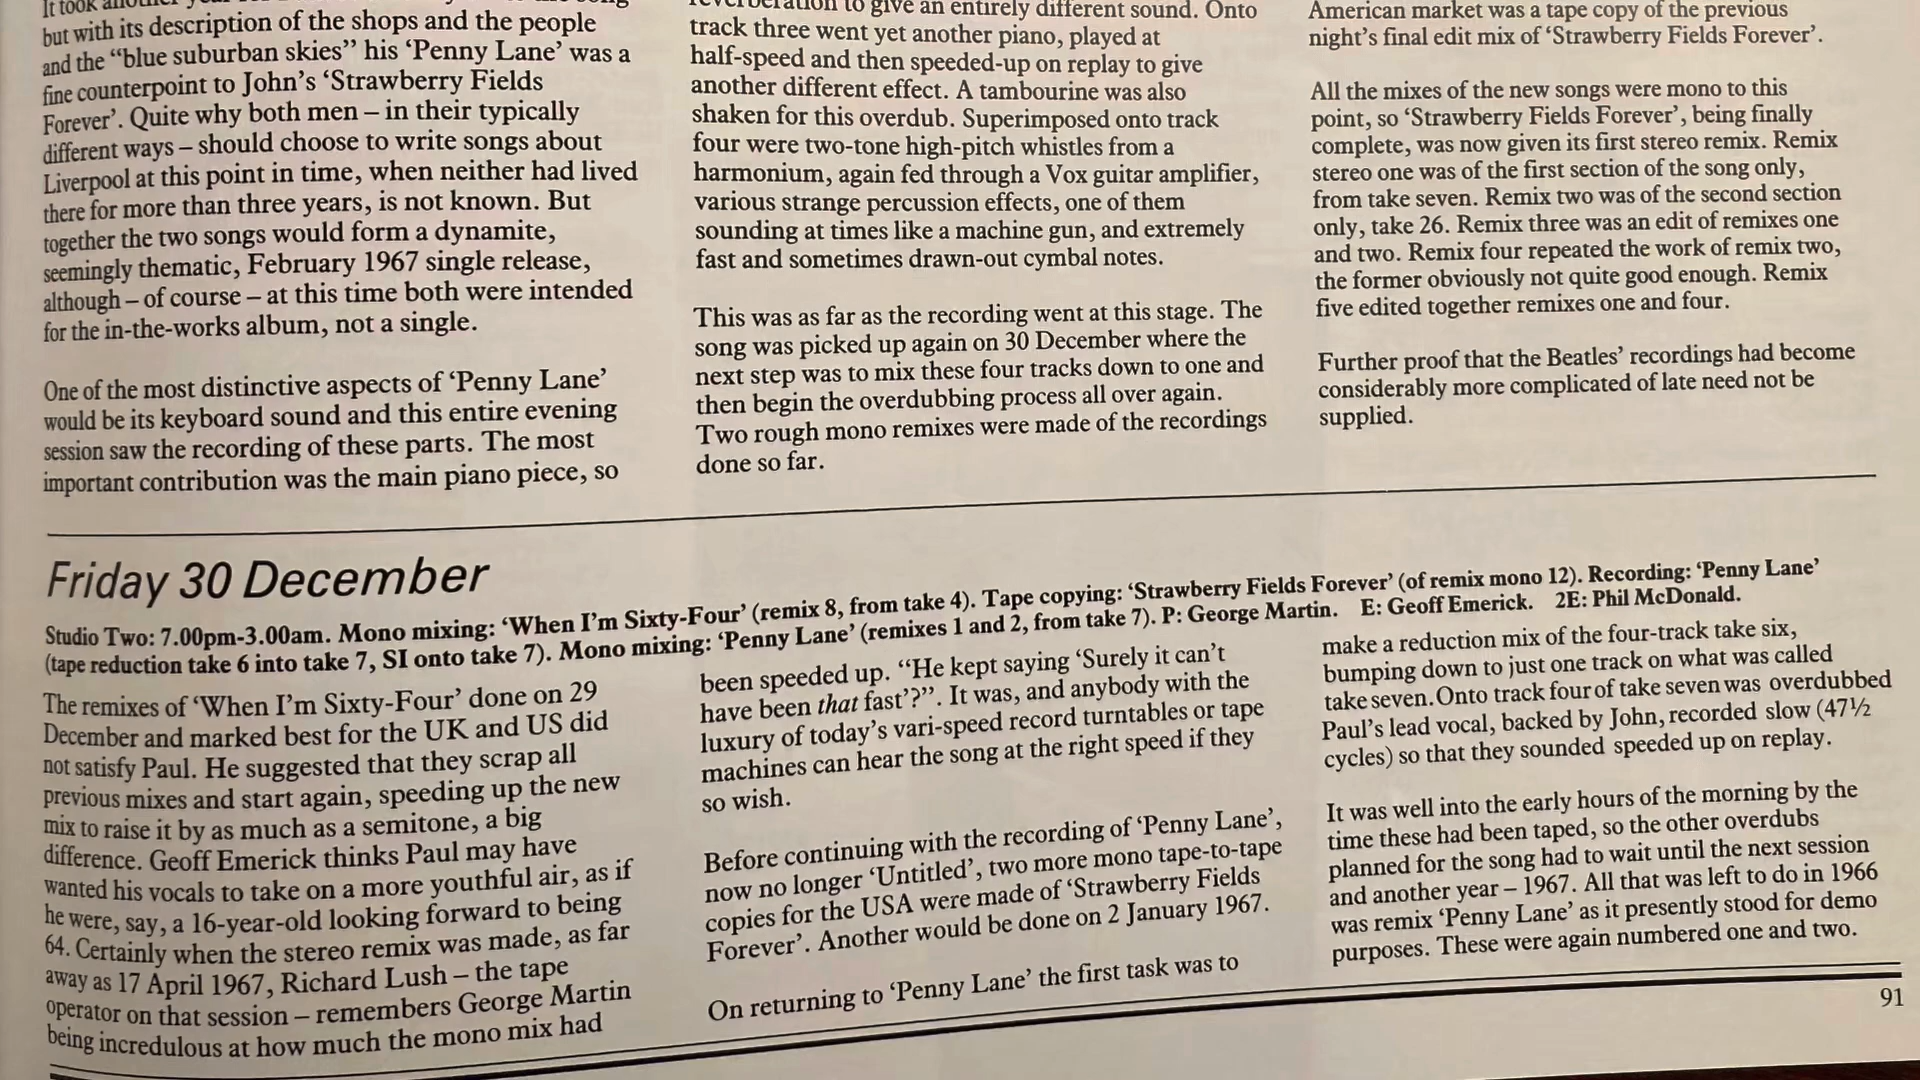 It took another
but with its description of the shops and the people
and the “blue suburban skies” his ‘Penny Lane’ was a
fine counterpoint to John’s ‘Strawberry Fields
Forever’. Quite why both men – in their typically
different ways – should choose to write songs about
Liverpool at this point in time, when neither had lived
there for more than three years, is not known. But
together the two songs would form a dynamite,
seemingly thematic, February 1967 single release,
although – of course – at this time both were intended
for the in-the-works album, not a single.
One of the most distinctive aspects of ‘Penny Lane’
would be its keyboard sound and this entire evening
session saw the recording of these parts. The most
important contribution was the main piano piece, so
reverberation to give an entirely different sound. Onto
track three went yet another piano, played at
half-speed and then speeded-up on replay to give
another different effect. A tambourine was also
shaken for this overdub. Superimposed onto track
four were two-tone high-pitch whistles from a
harmonium, again fed through a Vox guitar amplifier,
various strange percussion effects, one of them
sounding at times like a machine gun, and extremely
fast and sometimes drawn-out cymbal notes.
This was as far as the recording went at this stage. The
song was picked up again on 30 December where the
next step was to mix these four tracks down to one and
then begin the overdubbing process all over again.
Two rough mono remixes were made of the recordings
done so far.
American market was a tape copy of the previous
night’s final edit mix of ‘Strawberry Fields Forever’.
All the mixes of the new songs were mono to this
point, so ‘Strawberry Fields Forever’, being finally
complete, was now given its first stereo remix. Remix
stereo one was of the first section of the song only,
from take seven. Remix two was of the second section
only, take 26. Remix three was an edit of remixes one
and two. Remix four repeated the work of remix two,
the former obviously not quite good enough. Remix
five edited together remixes one and four.
Further proof that the Beatles’ recordings had become
considerably more complicated of late need not be
supplied.
Friday 30 December
Studio Two: 7.00pm-3.00am. Mono mixing: ‘When I’m Sixty-Four’ (remix 8, from take 4). Tape copying: ‘Strawberry Fields Forever’ (of remix mono 12). Recording: ‘Penny Lane’
(tape reduction take 6 into take 7, SI onto take 7). Mono mixing: ‘Penny Lane’ (remixes 1 and 2, from take 7). P: George Martin. E: Geoff Emerick. 2E: Phil McDonald.
The remixes of ‘When I’m Sixty-Four’ done on 29
December and marked best for the UK and US did
not satisfy Paul. He suggested that they scrap all
previous mixes and start again, speeding up the new
mix to raise it by as much as a semitone, a big
difference. Geoff Emerick thinks Paul may have
wanted his vocals to take on a more youthful air, as if
he were, say, a 16-year-old looking forward to being
64. Certainly when the stereo remix was made, as far
away as 17 April 1967, Richard Lush – the tape
operator on that session – remembers George Martin
being incredulous at how much the mono mix had
been speeded up. “He kept saying ‘Surely it can’t
have been that fast’?”. It was, and anybody with the
luxury of today’s vari-speed record turntables or tape
machines can hear the song at the right speed if they
so wish.
Before continuing with the recording of ‘Penny Lane’,
now no longer ‘Untitled’, two more mono tape-to-tape
copies for the USA were made of ‘Strawberry Fields
Forever’. Another would be done on 2 January 1967.
On returning to ‘Penny Lane’ the first task was to
make a reduction mix of the four-track take six,
bumping down to just one track on what was called
take seven. Onto track four of take seven was overdubbed
Paul’s lead vocal, backed by John, recorded slow (47½
cycles) so that they sounded speeded up on replay.
It was well into the early hours of the morning by the
time these had been taped, so the other overdubs
planned for the song had to wait until the next session
and another year – 1967. All that was left to do in 1966
was remix ‘Penny Lane’ as it presently stood for demo
purposes. These were again numbered one and two.
91